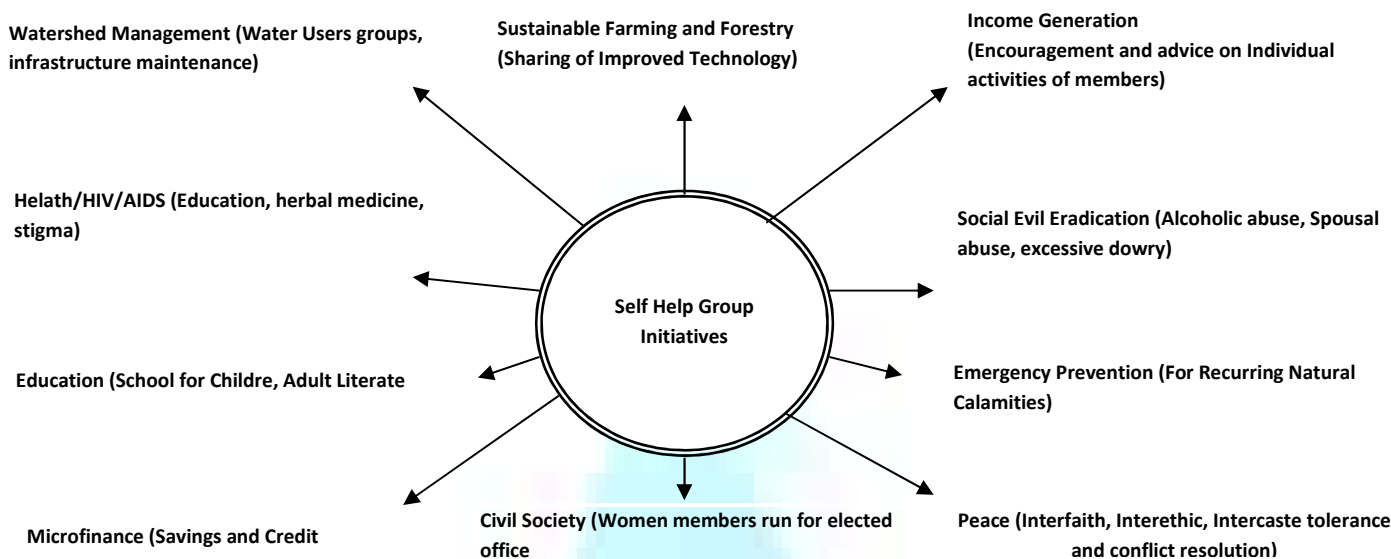 Watershed Management (Water Users groups,
infrastructure maintenance)
Sustainable Farming and Forestry
(Sharing of Improved Technology)
Income Generation
(Encouragement and advice on Individual
activities of members)
Helath/HIV/AIDS (Education, herbal medicine,
stigma)
Social Evil Eradication (Alcoholic abuse, Spousal
abuse, excessive dowry)
Self Help Group
Initiatives
Education (School for Childre, Adult Literate
Emergency Prevention (For Recurring Natural
Calamities)
Microfinance (Savings and Credit
Civil Society (Women members run for elected
office
Peace (Interfaith, Interethic, Intercaste tolerance
and conflict resolution)